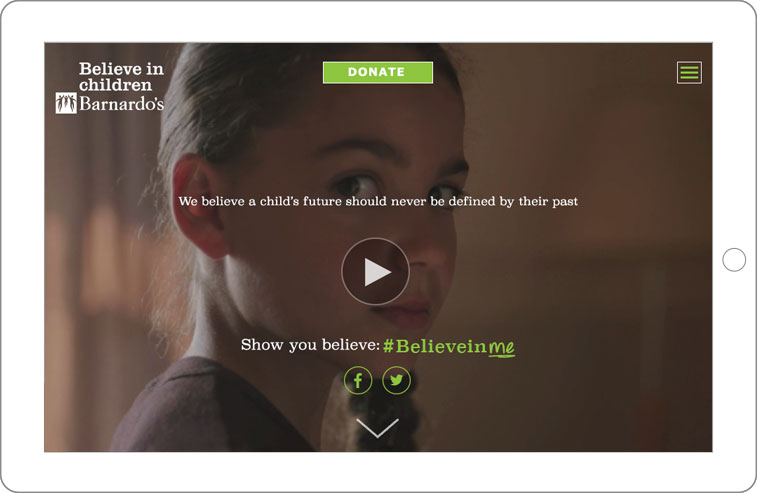 Believe in
children
Barnardo's
DONATE
We believe a child's future should never be defined by their past
Show you believe: #Believeinme